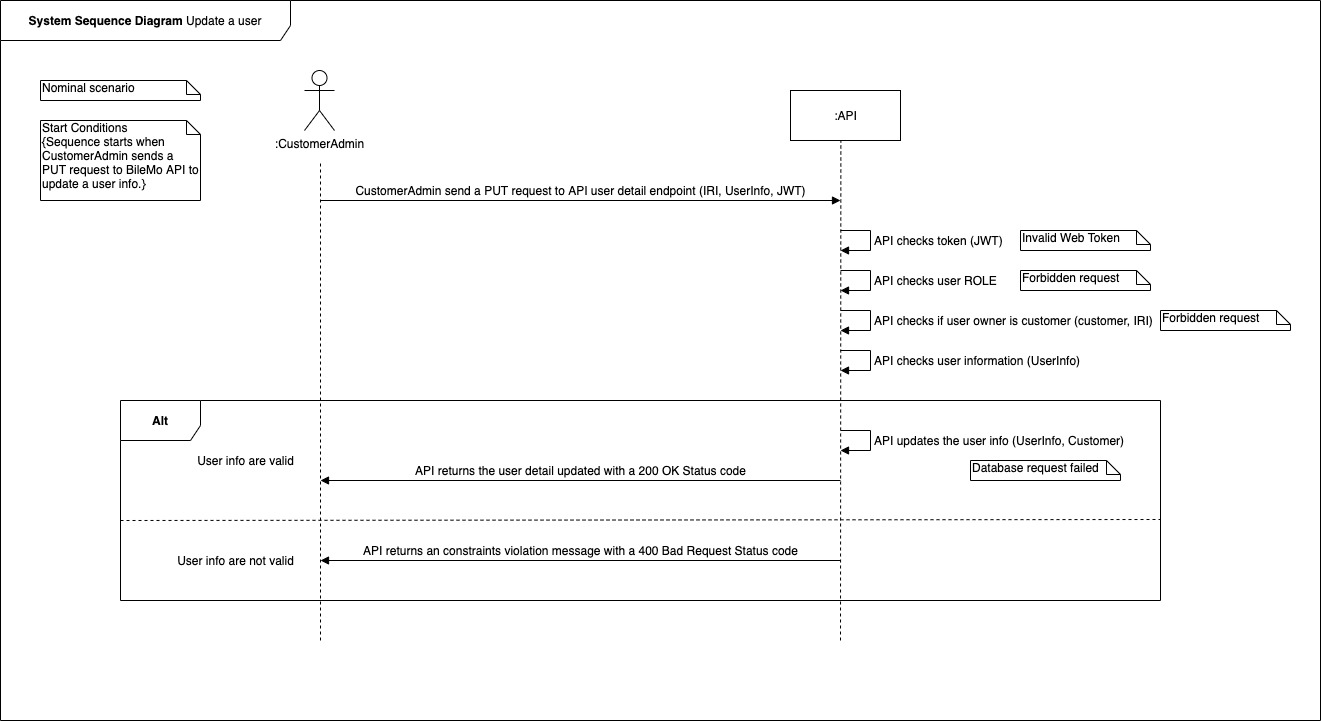 System Sequence Diagram Update a user
Nominal scenario
Start Conditions
{Sequence starts when
CustomerAdmin sends a
PUT request to BileMo API to
update a user info.}
:CustomerAdmin
:API
CustomerAdmin send a PUT request to API user detail endpoint (IRI, UserInfo, JWT)
API checks token (JWT)
Invalid Web Token
API checks user ROLE
Forbidden request
API checks if user owner is customer (customer, IRI)
Forbidden request
API checks user information (UserInfo)
Alt
API updates the user info (UserInfo, Customer)
User info are valid
API returns the user detail updated with a 200 OK Status code
Database request failed
API returns an constraints violation message with a 400 Bad Request Status code
User info are not valid